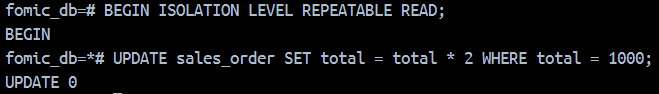 fomic_db=# BEGIN ISOLATION LEVEL REPEATABLE READ;
BEGIN
fomic_db=*# UPDATE sales_order SET total = total * 2 WHERE total = 1000;
UPDATE 0